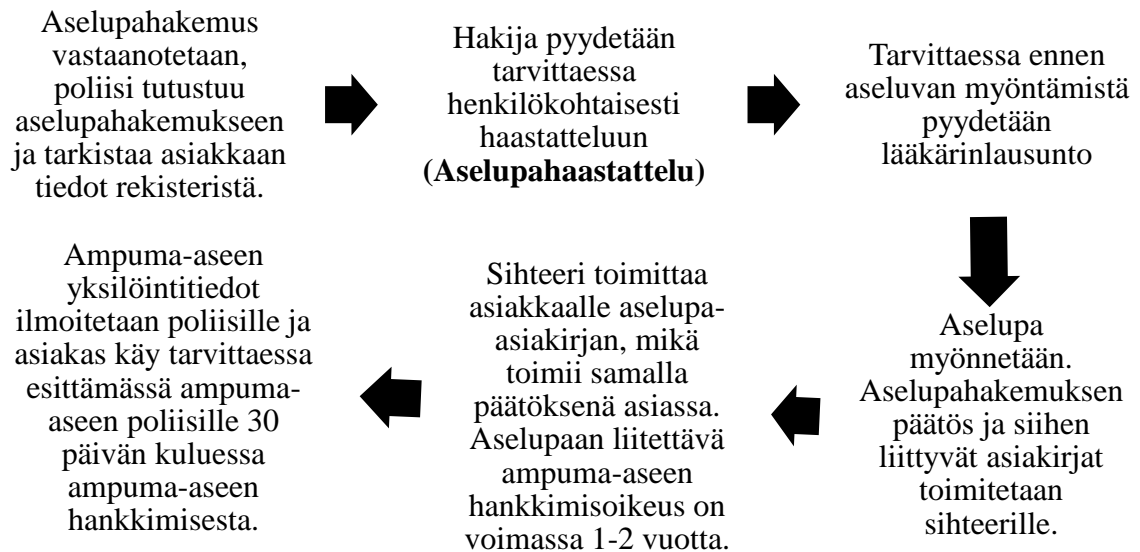 Aselupahakemus
vastaanotetaan,
poliisi tutustuu
aselupahakemukseen
ja tarkistaa asiakkaan
tiedot rekisteristä.
Hakija pyydetään
tarvittaessa
henkilökohtaisesti
haastatteluun
(Aselupahaastattelu)
Tarvittaessa ennen
aseluvan myöntämistä
pyydetään
lääkärinlausunto
Aselupa
myönnetään.
Aselupahakemuksen
päätös ja siihen
liittyvät asiakirjat
toimitetaan
sihteerille.
Sihteeri toimittaa
asiakkaalle aselupa-
asiakirjan, mikä
toimii samalla
päätöksenä asiassa.
Aselupaan liitettävä
ampuma-aseen
hankkimisoikeus on
voimassa 1-2 vuotta.
Ampuma-aseen
yksilöintitiedot
ilmoitetaan poliisille ja
asiakas käy tarvittaessa
esittämässä ampuma-
aseen poliisille 30
päivän kuluessa
ampuma-aseen
hankkimisesta.